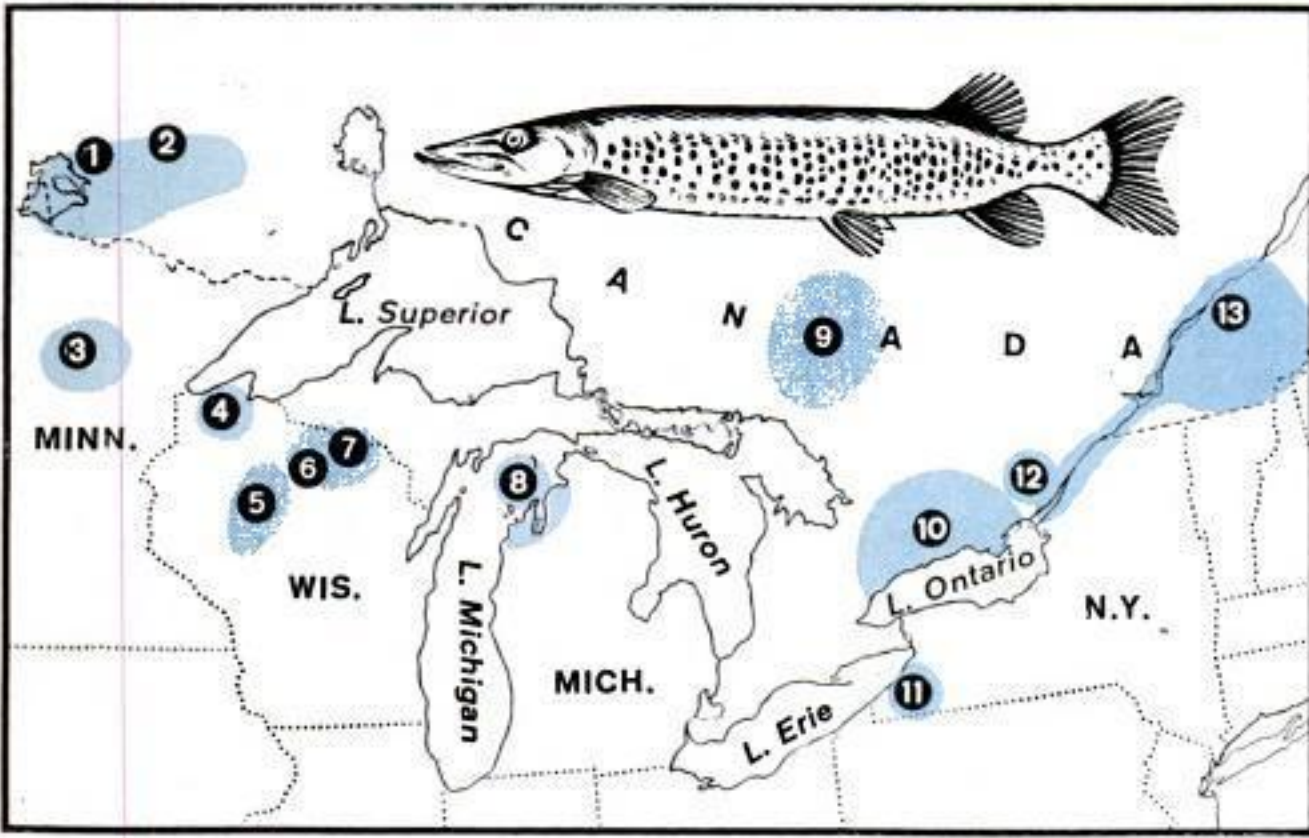 1
2
C
A
N
A
D
A
L. Superior
3
9
13
4
MINN.
7
6
5
8
L. Huron
12
10
WIS.
L. Michigan
L. Ontario
N.Y.
MICH.
11
L. Erie